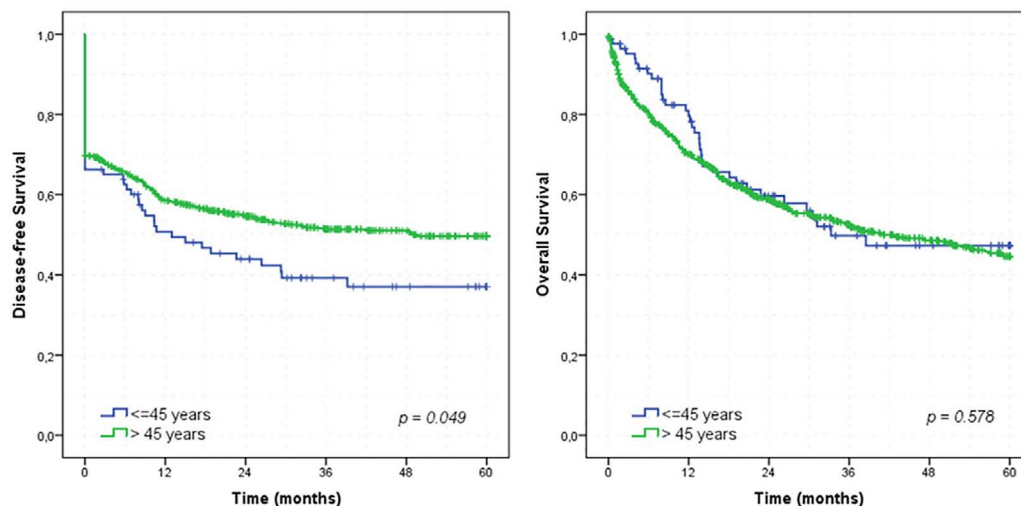 1,0
0,8
0,6
0,4
0,2
0,0
Disease-free Survival
<=45 years
> 45 years
p = 0.049
0 12 24 36 48 60
Time (months)
1,0
0,8
0,6
0,4
0,2
0,0
Overall Survival
<=45 years
> 45 years
p = 0.578
0 12 24 36 48 60
Time (months)